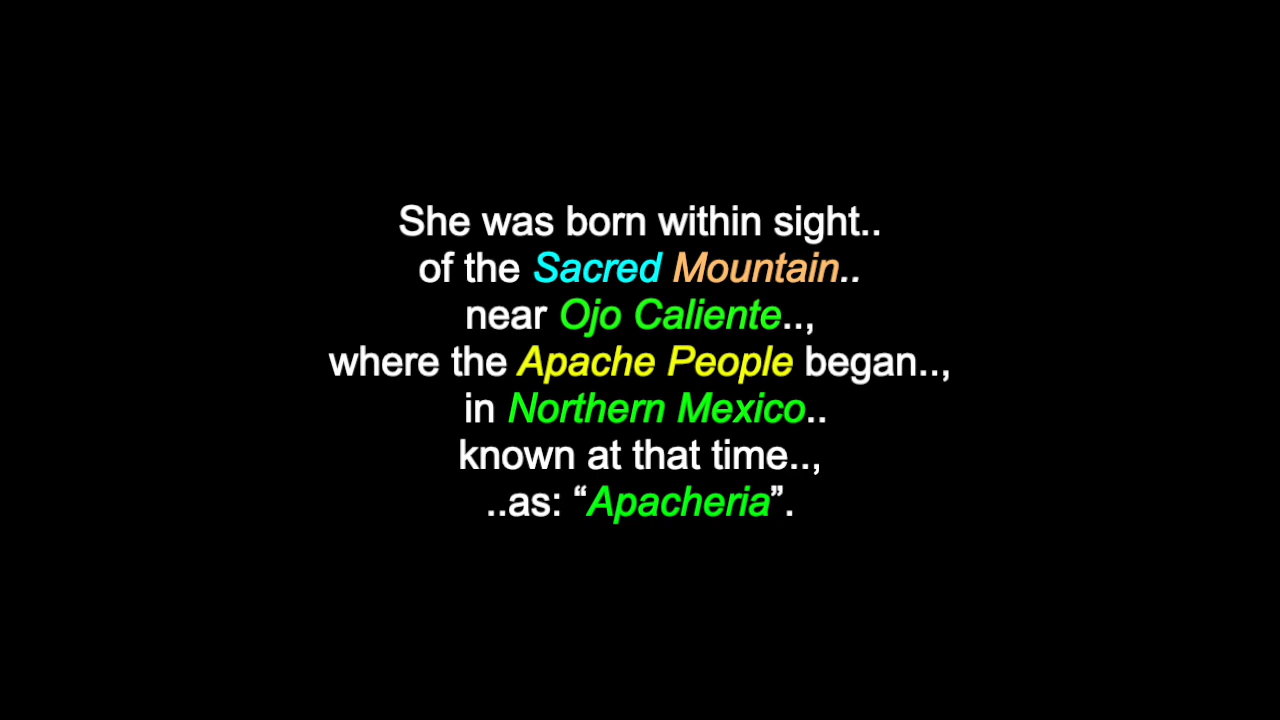 She was born within sight..
of the Sacred Mountain..
near Ojo Caliente..,
where the Apache People began..,
in Northern Mexico..
known at that time..,
..as: “Apacheria”.